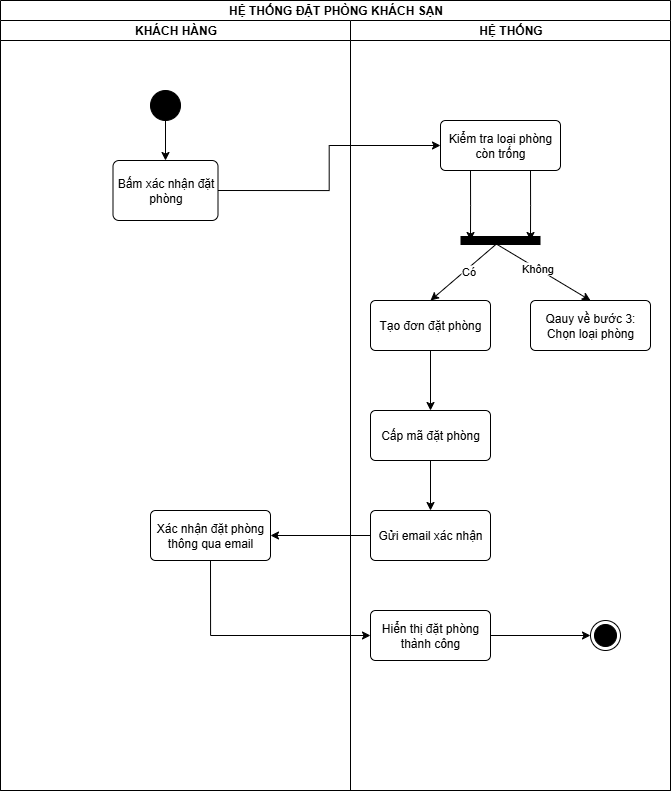 HỆ THỐNG ĐẶT PHÒNG KHÁCH SẠN
KHÁCH HÀNG
HỆ THỐNG
Kiểm tra loại phòng
còn trống
Bấm xác nhận đặt
phòng
Có
Không
Tạo đơn đặt phòng
Qauy về bước 3:
Chọn loại phòng
Cấp mã đặt phòng
Xác nhận đặt phòng
thông qua email
Gửi email xác nhận
Hiển thị đặt phòng
thành công